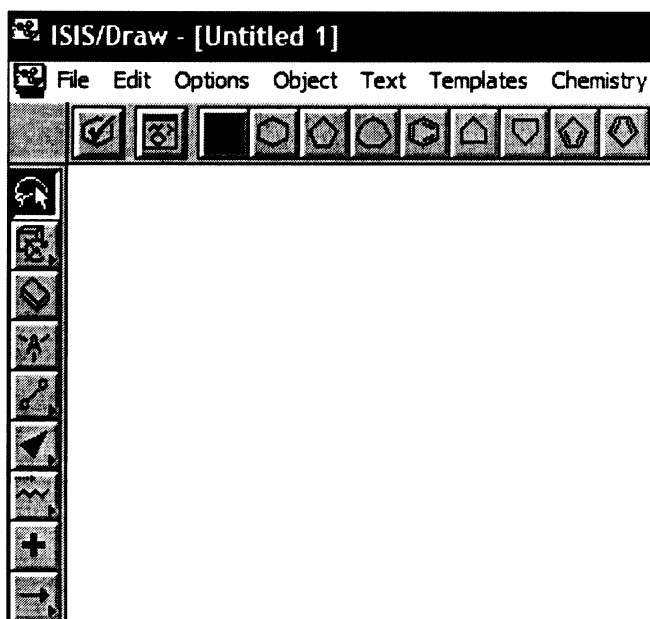 ISIS/Draw - [Untitled 1]
File Edit Options Object Text Templates Chemistry
A